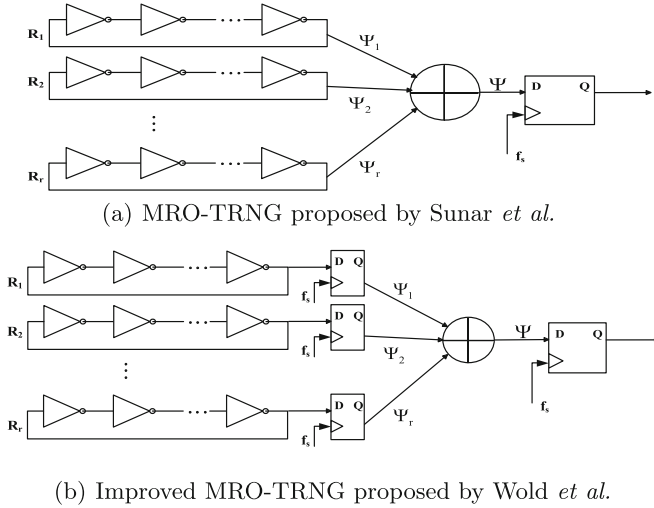 R1
Ψ1
R2
Ψ2
Ψ
D Q
⋮
fs
Rr
Ψr
(a) MRO-TRNG proposed by Sunar et al.
R1
D Q
fs
Ψ1
R2
D Q
fs
Ψ2
Ψ
D Q
⋮
fs
Rr
D Q
fs
Ψr
(b) Improved MRO-TRNG proposed by Wold et al.